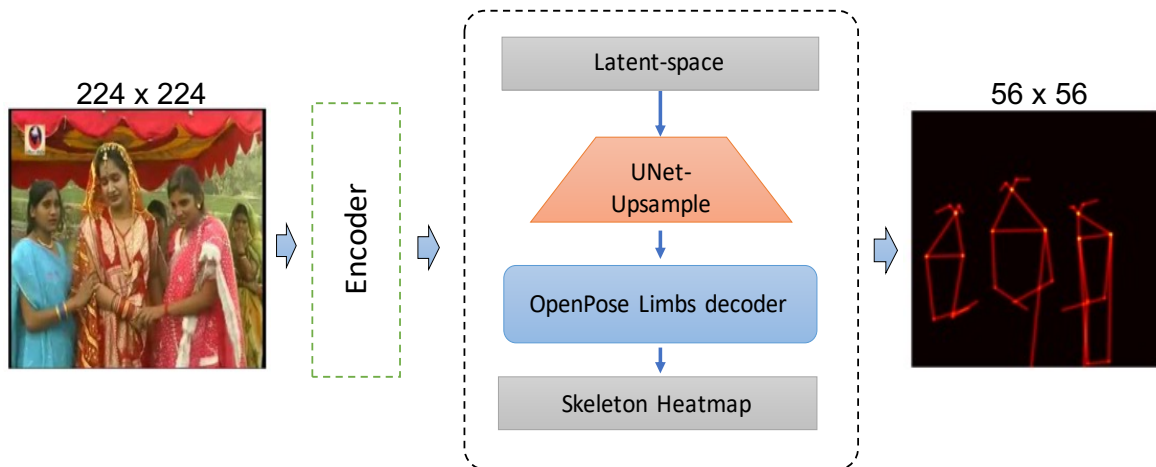 224 x 224
Encoder
Latent-space
UNet-
Upsample
OpenPose Limbs decoder
Skeleton Heatmap
56 x 56